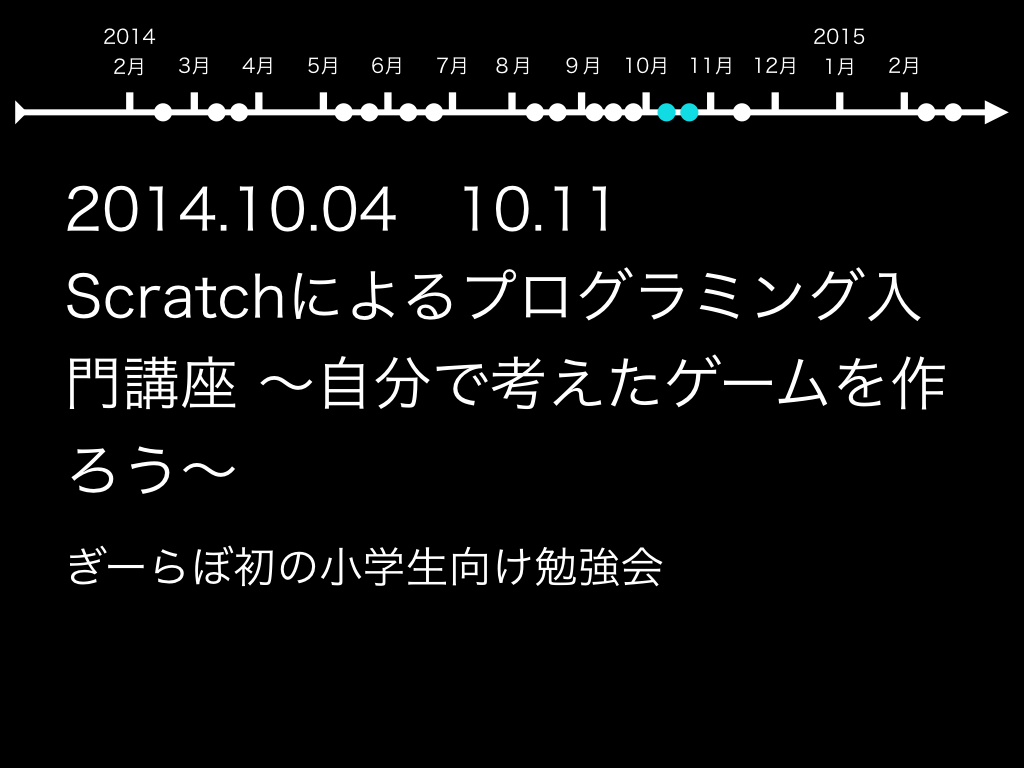 2014
2015
2月 3月 4月 5月 6月 7月 8月 9月 10月 11月 12月 1月 2月
2014.10.04　10.11
Scratchによるプログラミング入
門講座 〜自分で考えたゲームを作
ろう〜
ぎーらぼ初の小学生向け勉強会